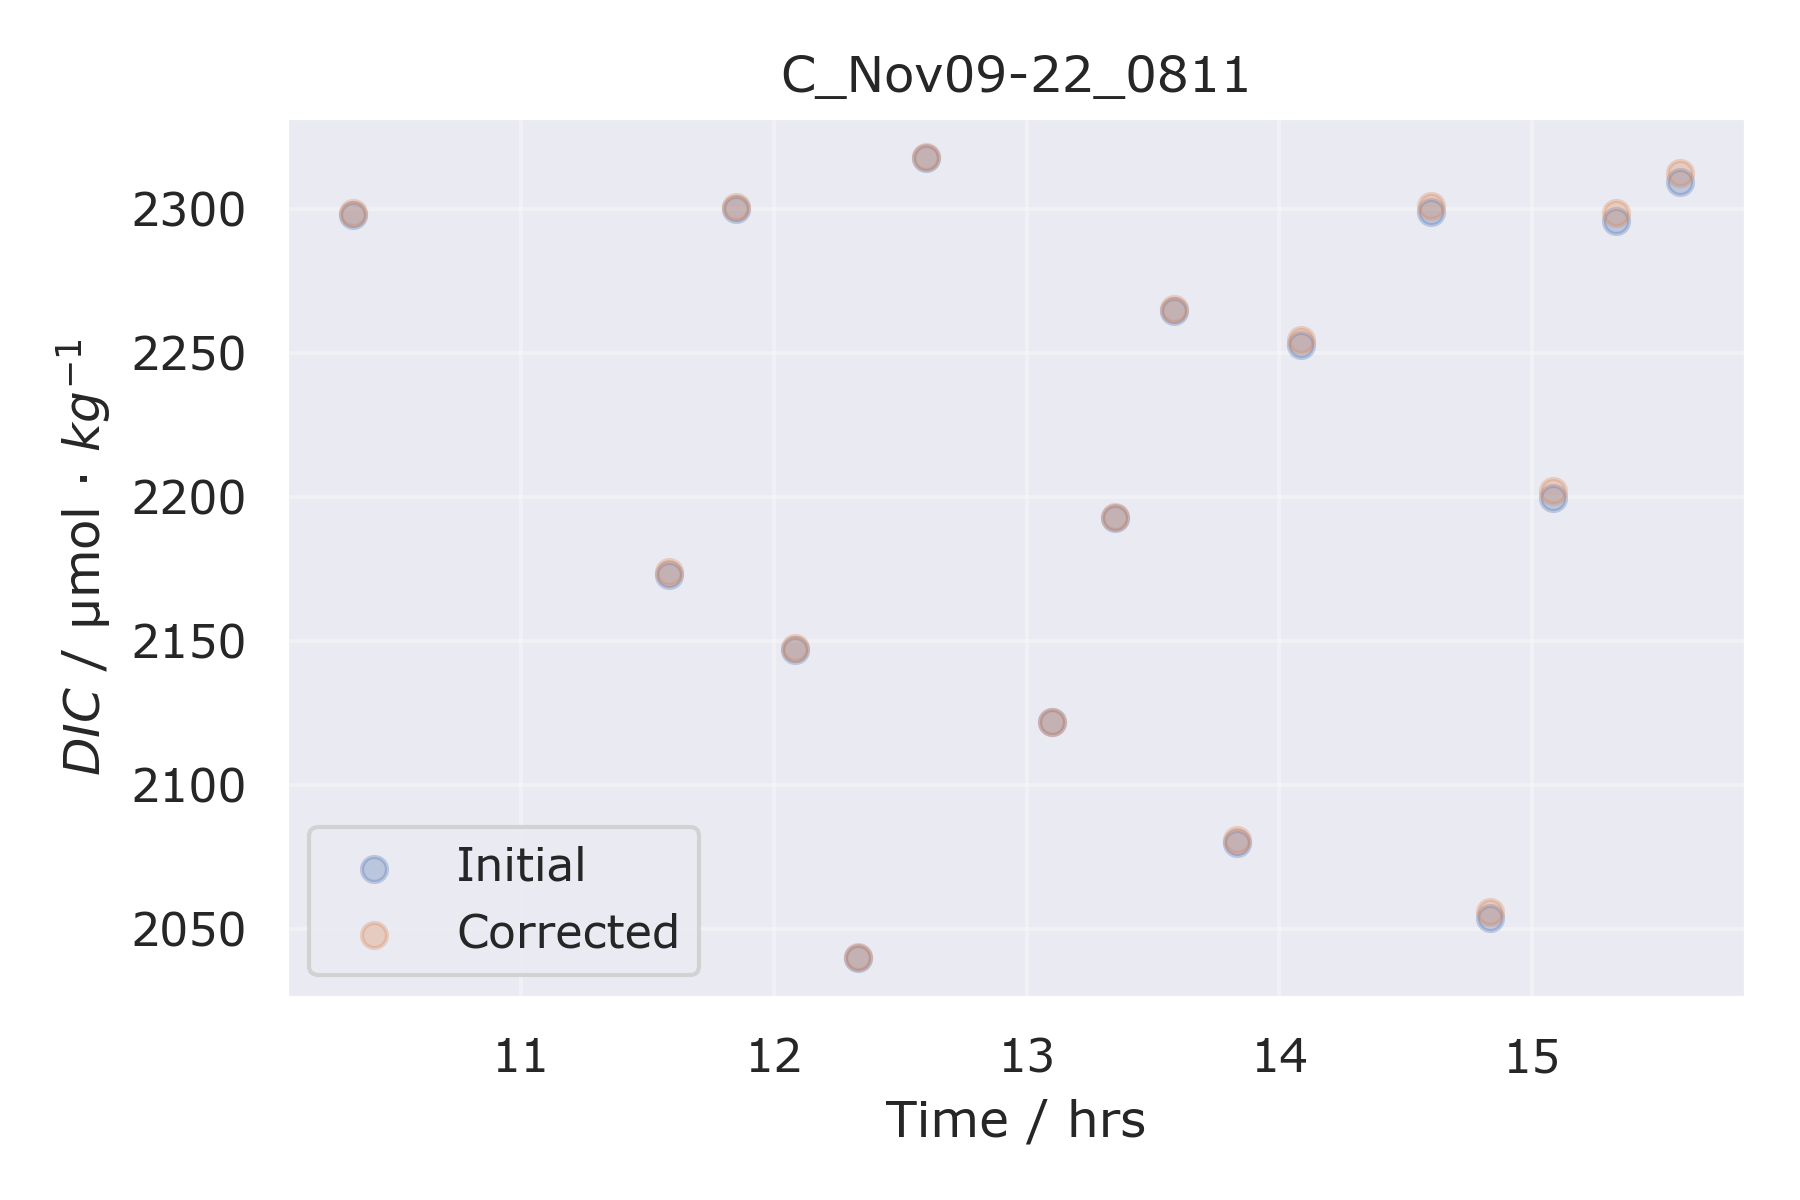 C_Nov09-22_0811
DIC / μmol · kg⁻¹
2300
2250
2200
2150
2100
2050
Initial
Corrected
11 12 13 14 15
Time / hrs